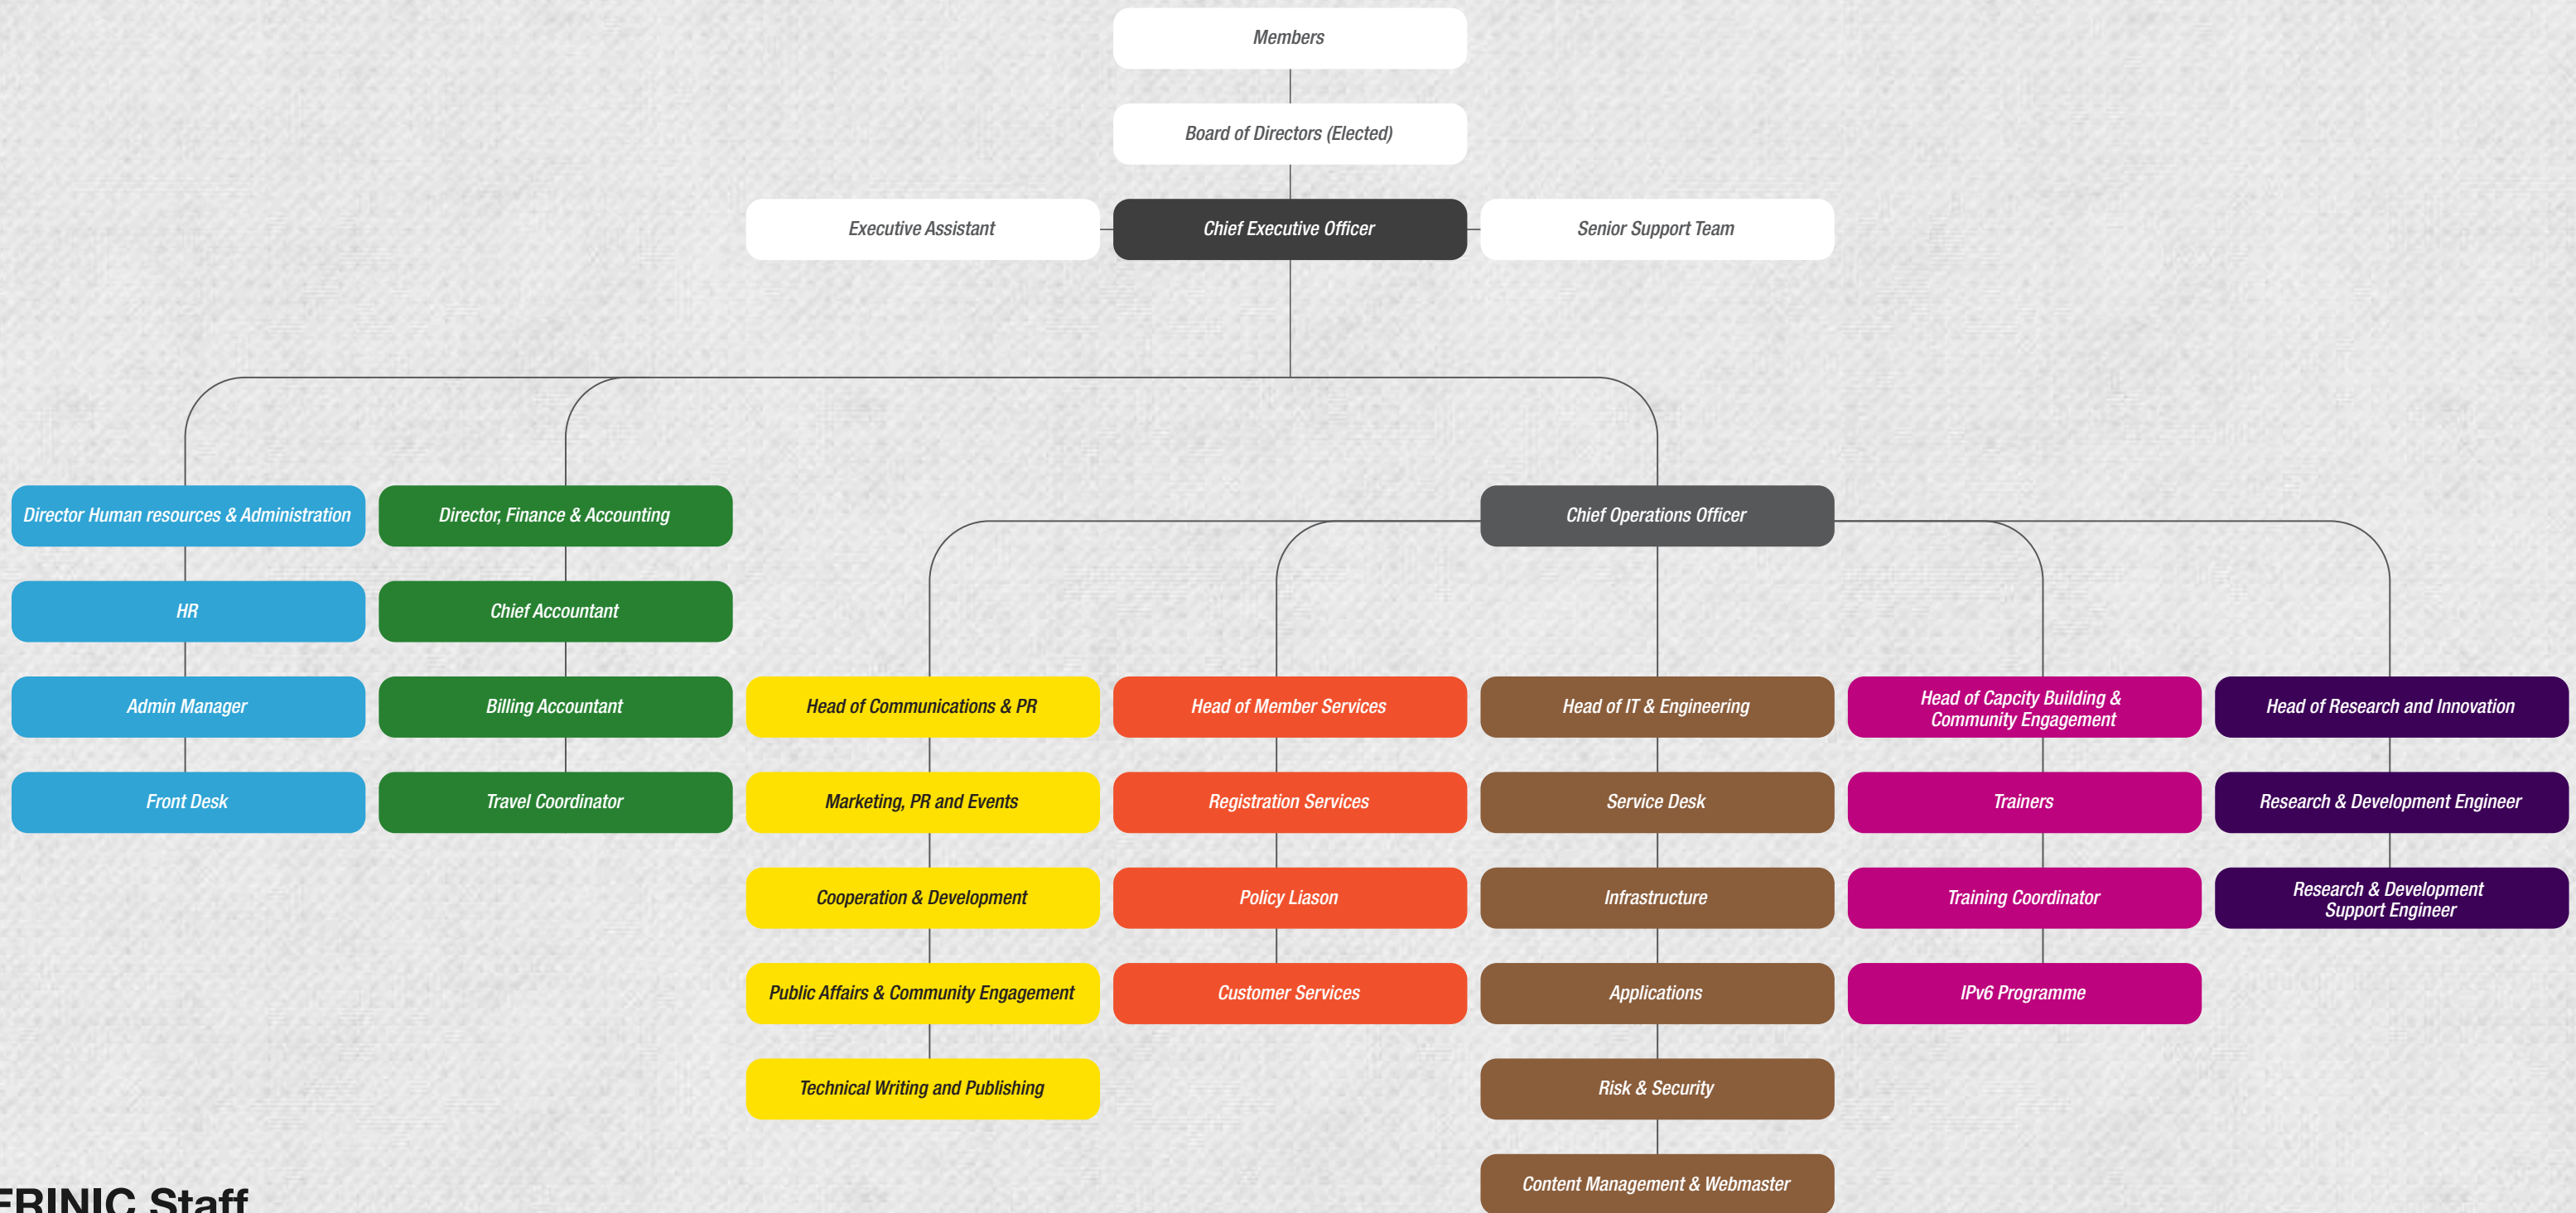 Members
Board of Directors (Elected)
Executive Assistant
Chief Executive Officer
Senior Support Team
Director Human resources & Administration
Director, Finance & Accounting
Chief Operations Officer
HR
Chief Accountant
Admin Manager
Billing Accountant
Head of Communications & PR
Head of Member Services
Head of IT & Engineering
Head of Capcity Building &
Community Engagement
Head of Research and Innovation
Front Desk
Travel Coordinator
Marketing, PR and Events
Registration Services
Service Desk
Trainers
Research & Development Engineer
Cooperation & Development
Policy Liason
Infrastructure
Training Coordinator
Research & Development
Support Engineer
Public Affairs & Community Engagement
Customer Services
Applications
IPv6 Programme
Technical Writing and Publishing
Risk & Security
Content Management & Webmaster
FRINIC Staff